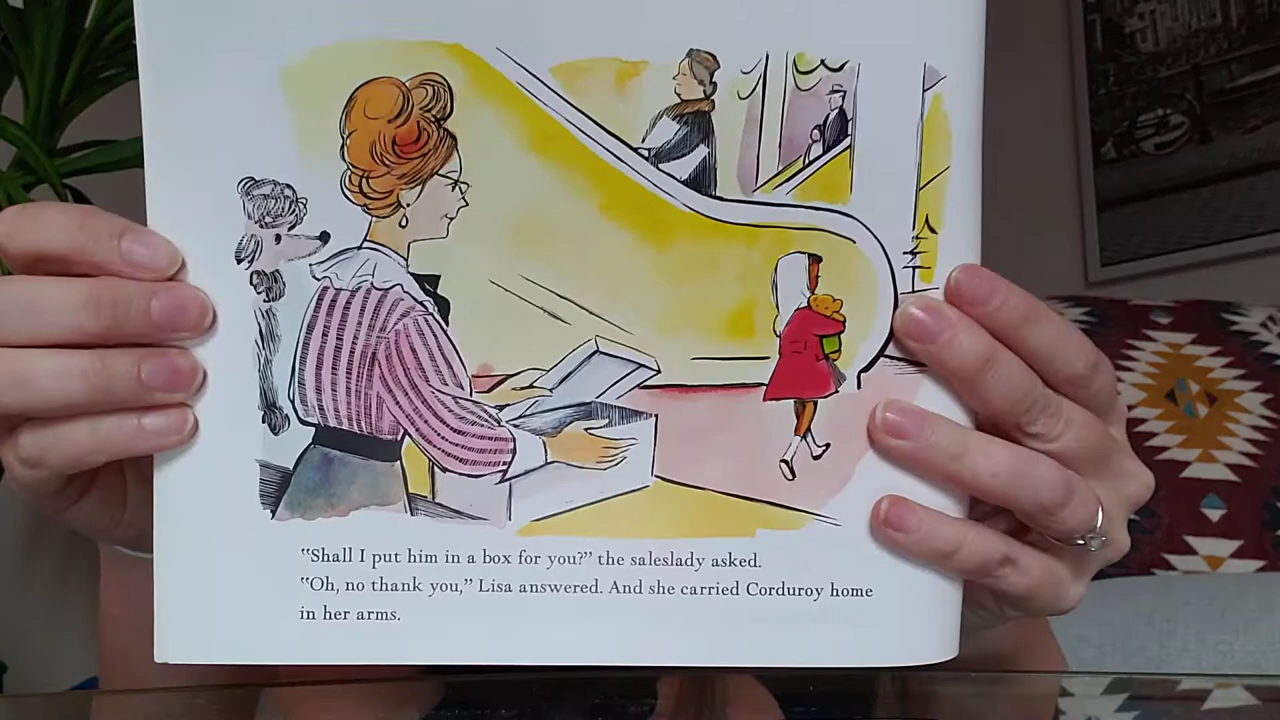 “Shall I put him in a box for you?” the saleslady asked.
“Oh, no thank you,” Lisa answered. And she carried Corduroy home
in her arms.